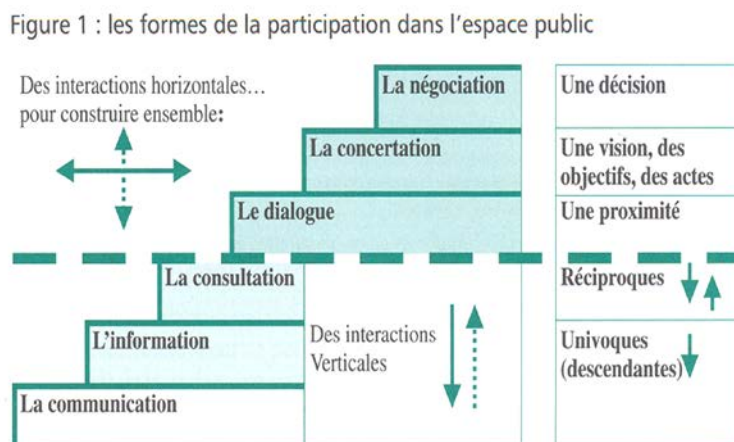 Figure 1 : les formes de la participation dans l'espace public
Des interactions horizontales…
pour construire ensemble:
La négociation
Une décision
La concertation
Une vision, des
objectifs, des actes
Le dialogue
Une proximité
La consultation
Réciproques
L'information
Des interactions
Verticales
Univoques
(descendantes)
La communication